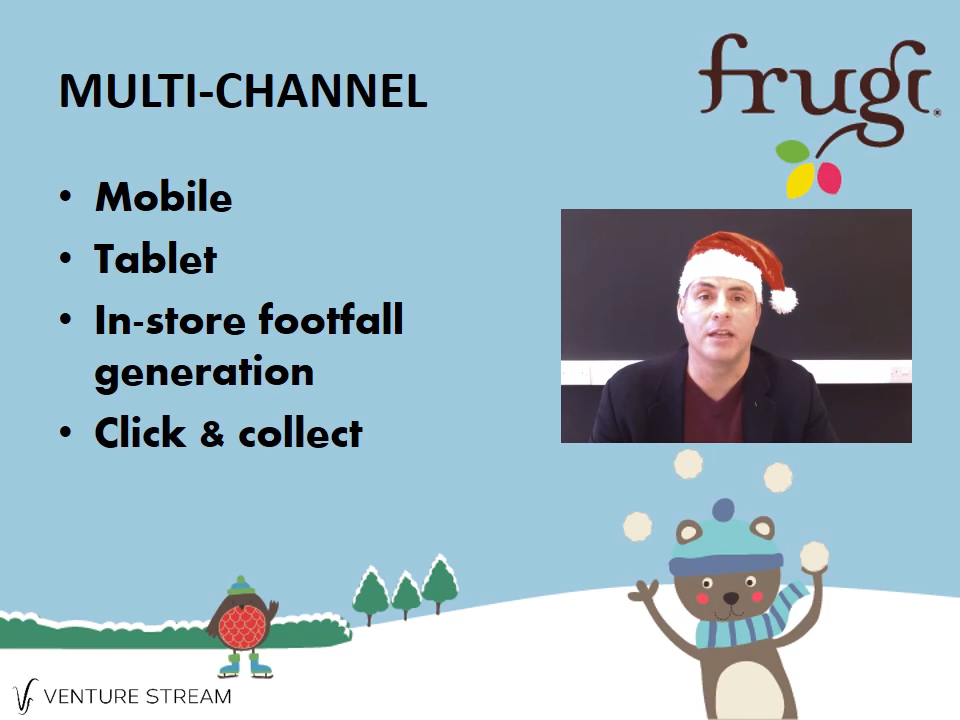 MULTI-CHANNEL
frugi®
• Mobile
• Tablet
• In-store footfall
generation
• Click & collect
VENTURE STREAM